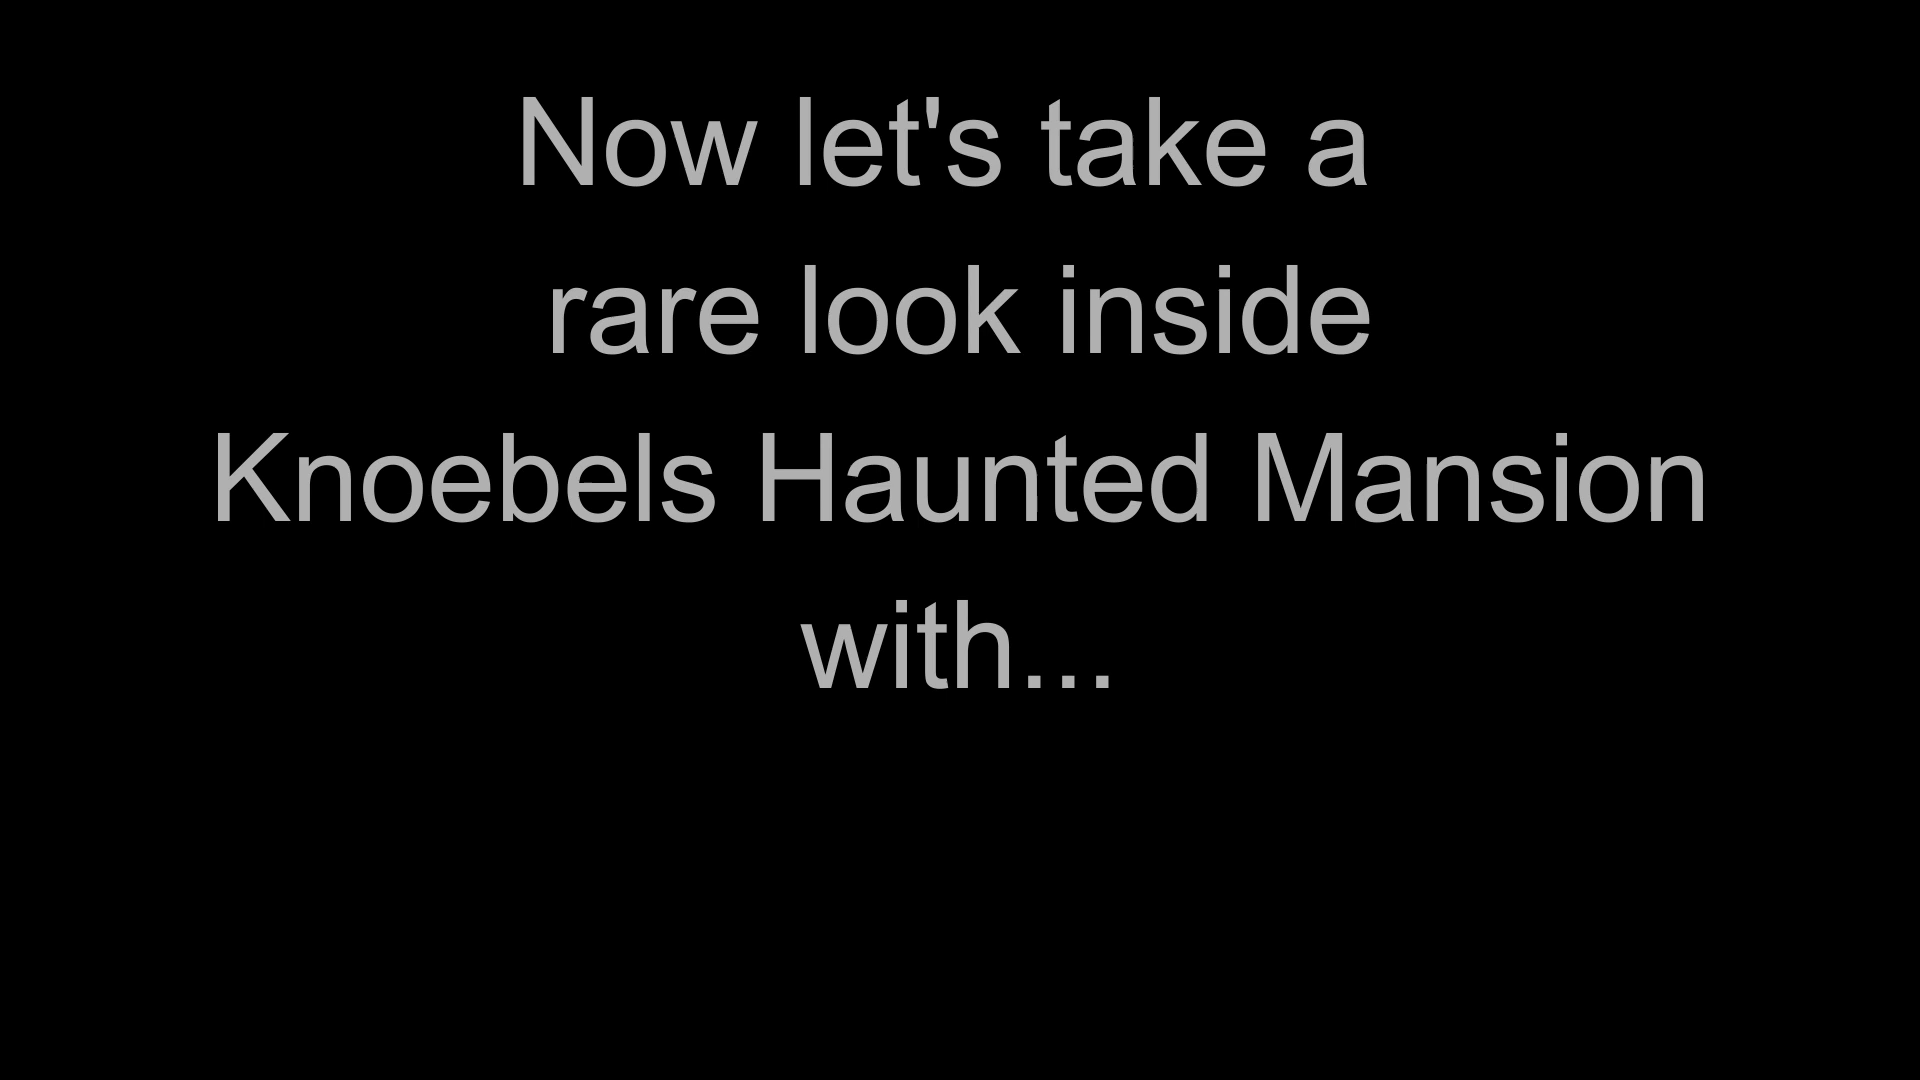 Now let's take a
rare look inside
Knoebels Haunted Mansion
with...